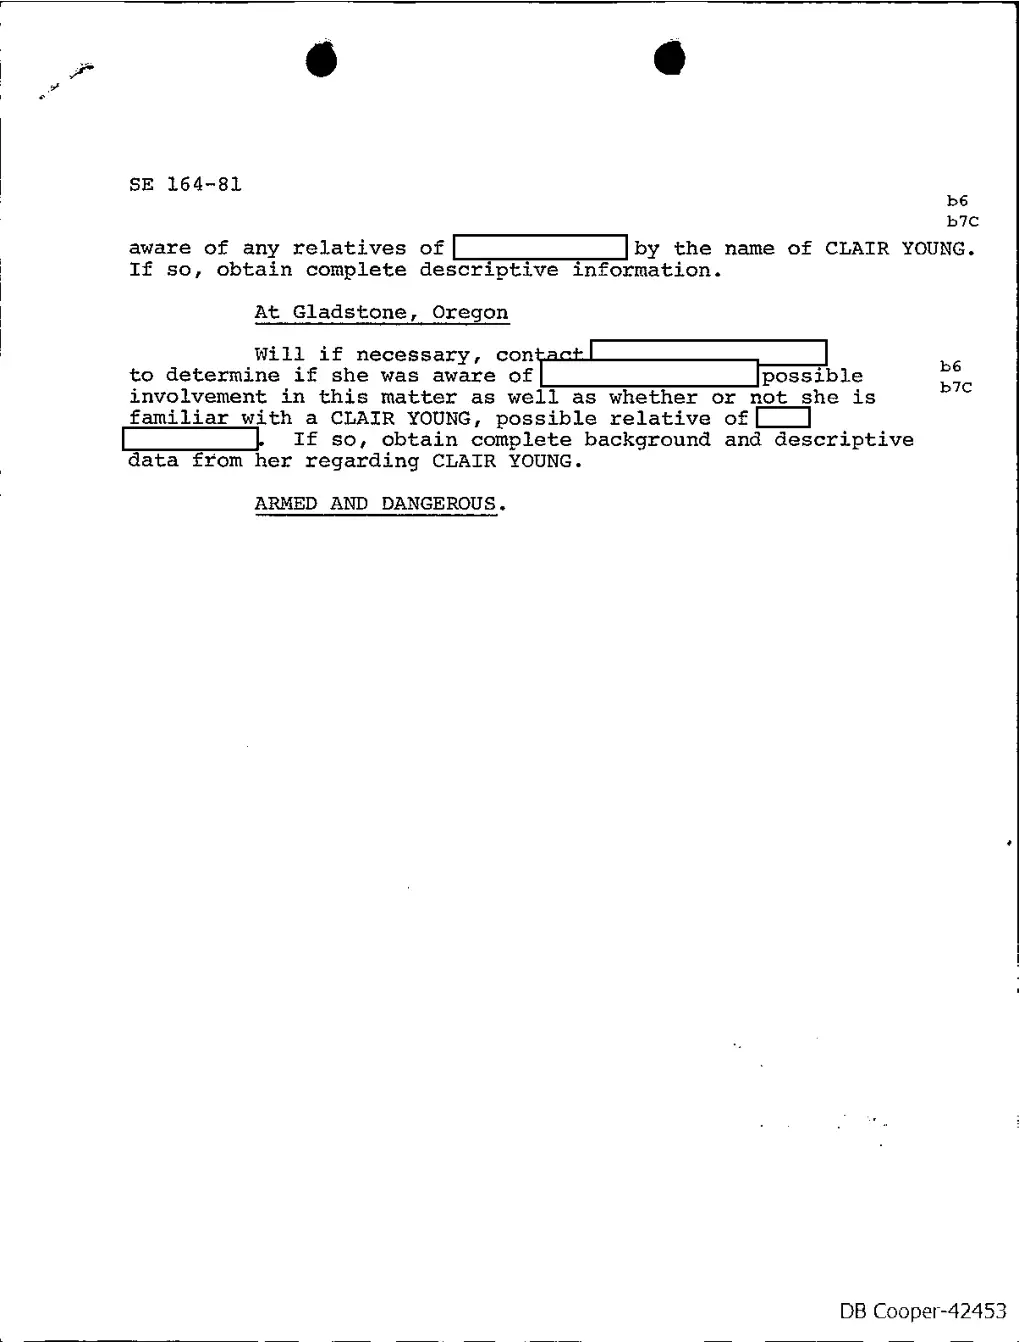 SE 164-81
b6
b7C
aware of any relatives of by the name of CLAIR YOUNG.
If so, obtain complete descriptive information.
At Gladstone, Oregon
Will if necessary, contact
to determine if she was aware of possible
involvement in this matter as well as whether or not she is
familiar with a CLAIR YOUNG, possible relative of
. If so, obtain complete background and descriptive
data from her regarding CLAIR YOUNG.
b6
b7C
ARMED AND DANGEROUS.
DB Cooper-42453